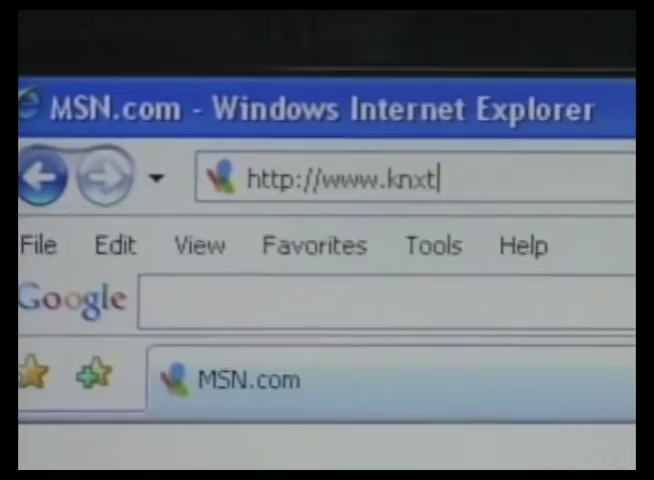 MSN.com - Windows Internet Explorer
http://www.knxt
File Edit View Favorites Tools Help
Google
MSN.com